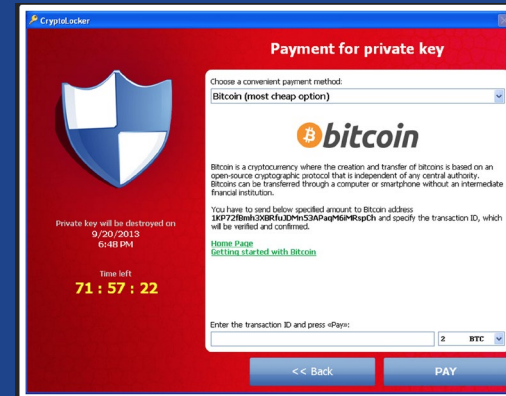 CryptoLocker
Payment for private key
Choose a convenient payment method:
Bitcoin (most cheap option)
bitcoin
Bitcoin is a cryptocurrency where the creation and transfer of bitcoins is based on an
open-source cryptographic protocol that is independent of any central authority.
Bitcoins can be transferred through a computer or smartphone without an intermediate
financial institution.
You have to send below specified amount to Bitcoin address
1KP72fBmh3XBRfuJDMn53APaqM6iMRspCh and specify the transaction ID, which
will be verified and confirmed.
Home Page
Getting started with Bitcoin
Private key will be destroyed on
9/20/2013
6:48 PM
Time left
71 : 57 : 22
Enter the transaction ID and press «Pay»:
2 BTC
<< Back
PAY